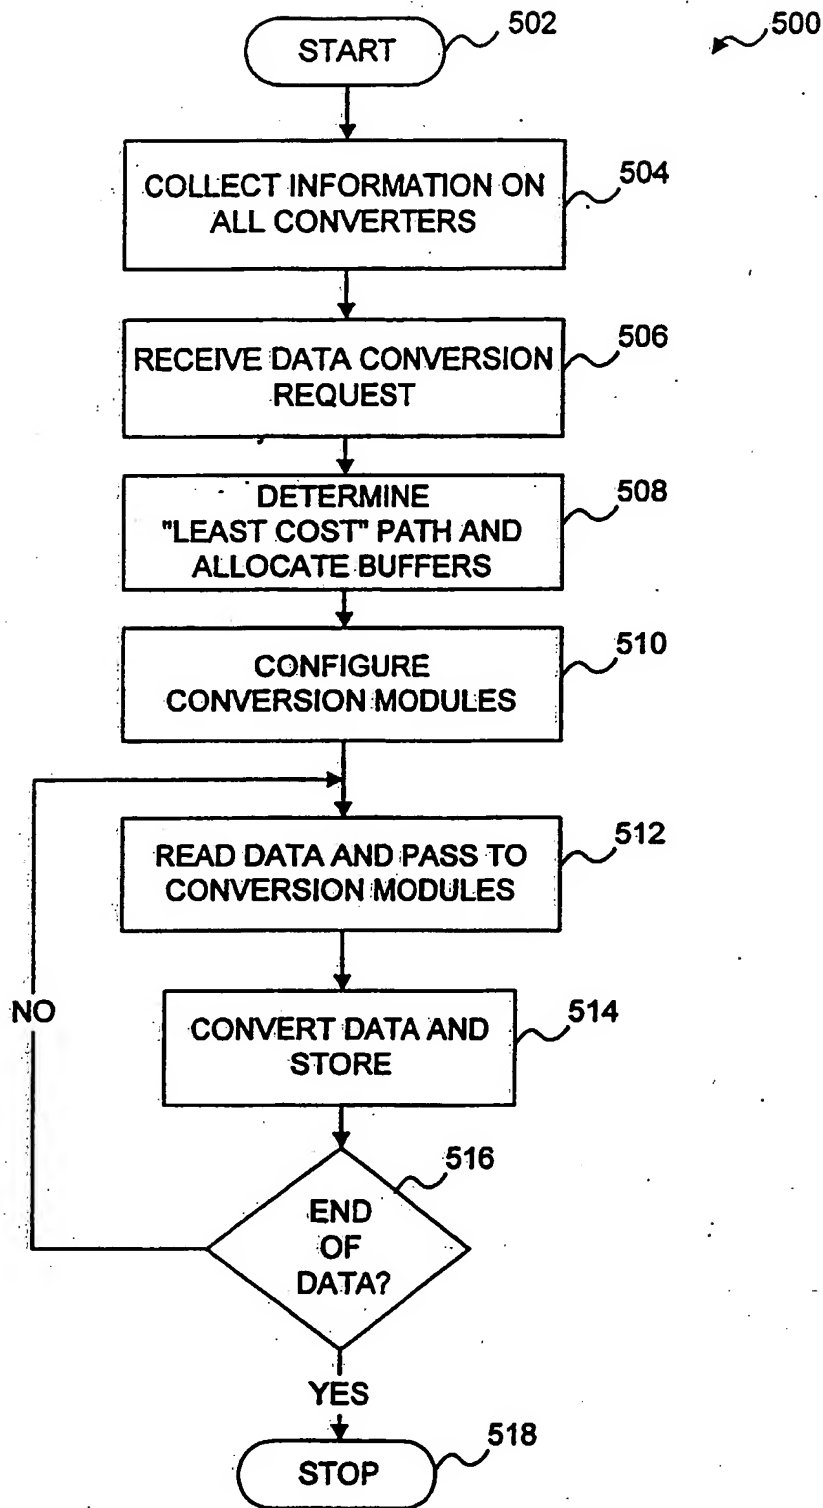 START
502
500
COLLECT INFORMATION ON
ALL CONVERTERS
504
RECEIVE DATA CONVERSION
REQUEST
506
DETERMINE
"LEAST COST" PATH AND
ALLOCATE BUFFERS
508
CONFIGURE
CONVERSION MODULES
510
READ DATA AND PASS TO
CONVERSION MODULES
512
NO
CONVERT DATA AND
STORE
514
END
OF
DATA?
516
YES
STOP
518